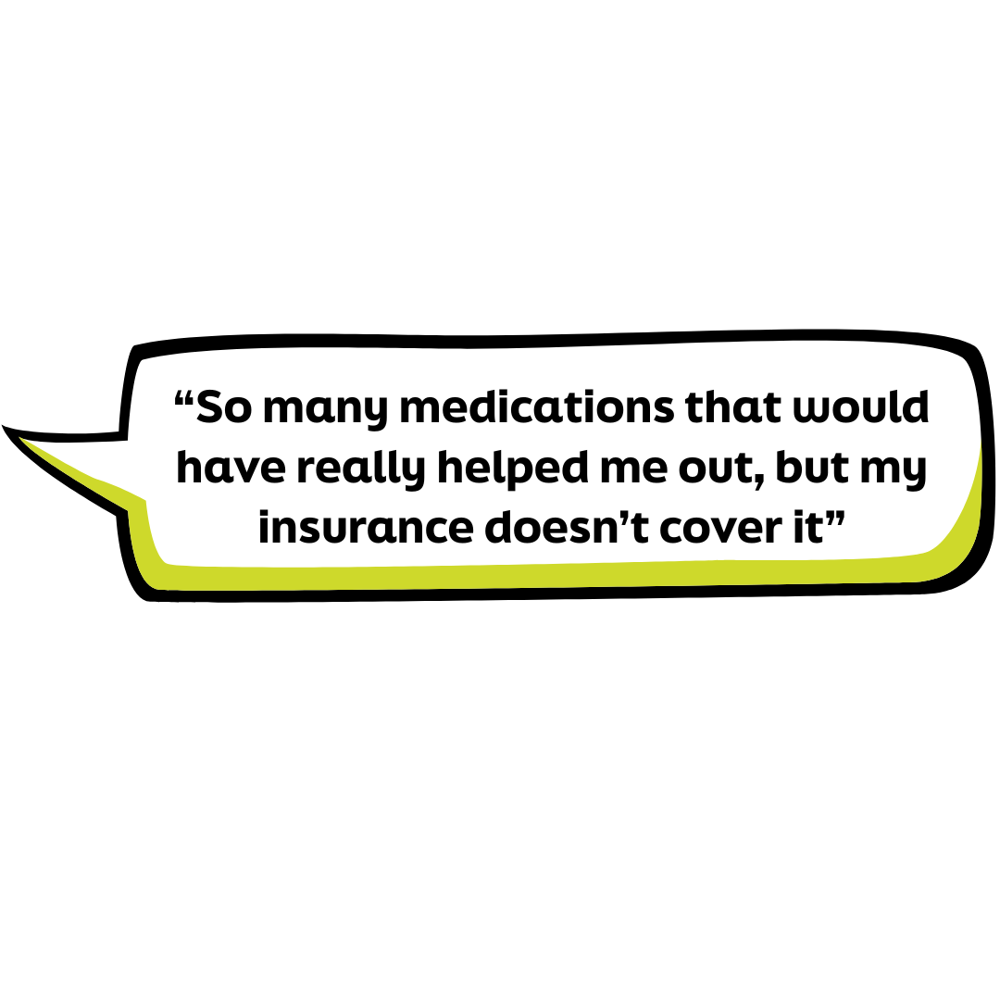 “So many medications that would
have really helped me out, but my
insurance doesn’t cover it”